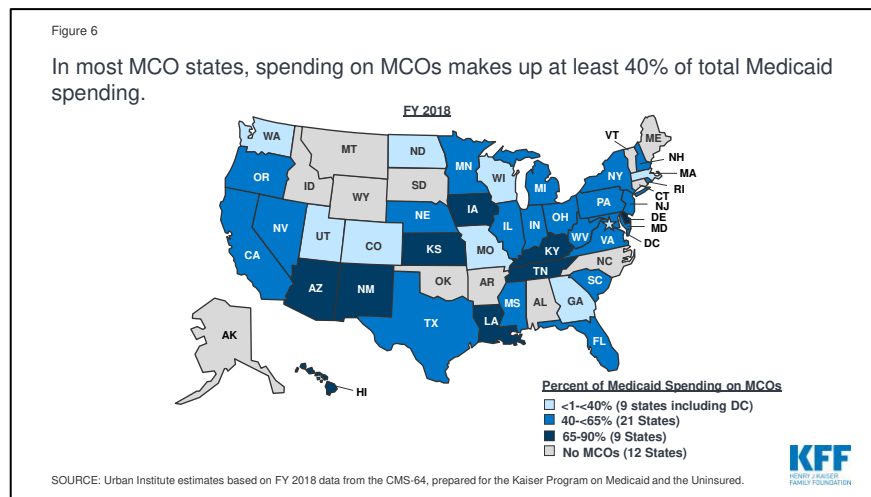 Figure 6
In most MCO states, spending on MCOs makes up at least 40% of total Medicaid
spending.
FY 2018
WA
MT
ND
MN
VT
ME
NH
OR
ID
SD
WI
NY
MA
WY
MI
RI
CT
NV
NE
IA
PA
NJ
UT
CO
IL
IN
OH
DE
CA
KS
MO
WV
VA
MD
KY
DC
AZ
NM
OK
AR
TN
NC
SC
TX
MS
AL
GA
LA
FL
AK
HI
Percent of Medicaid Spending on MCOs
<1-<40% (9 states including DC)
40-<65% (21 States)
65-90% (9 States)
No MCOs (12 States)
SOURCE: Urban Institute estimates based on FY 2018 data from the CMS-64, prepared for the Kaiser Program on Medicaid and the Uninsured.
KFF
HENRY J KAISER
FAMILY FOUNDATION